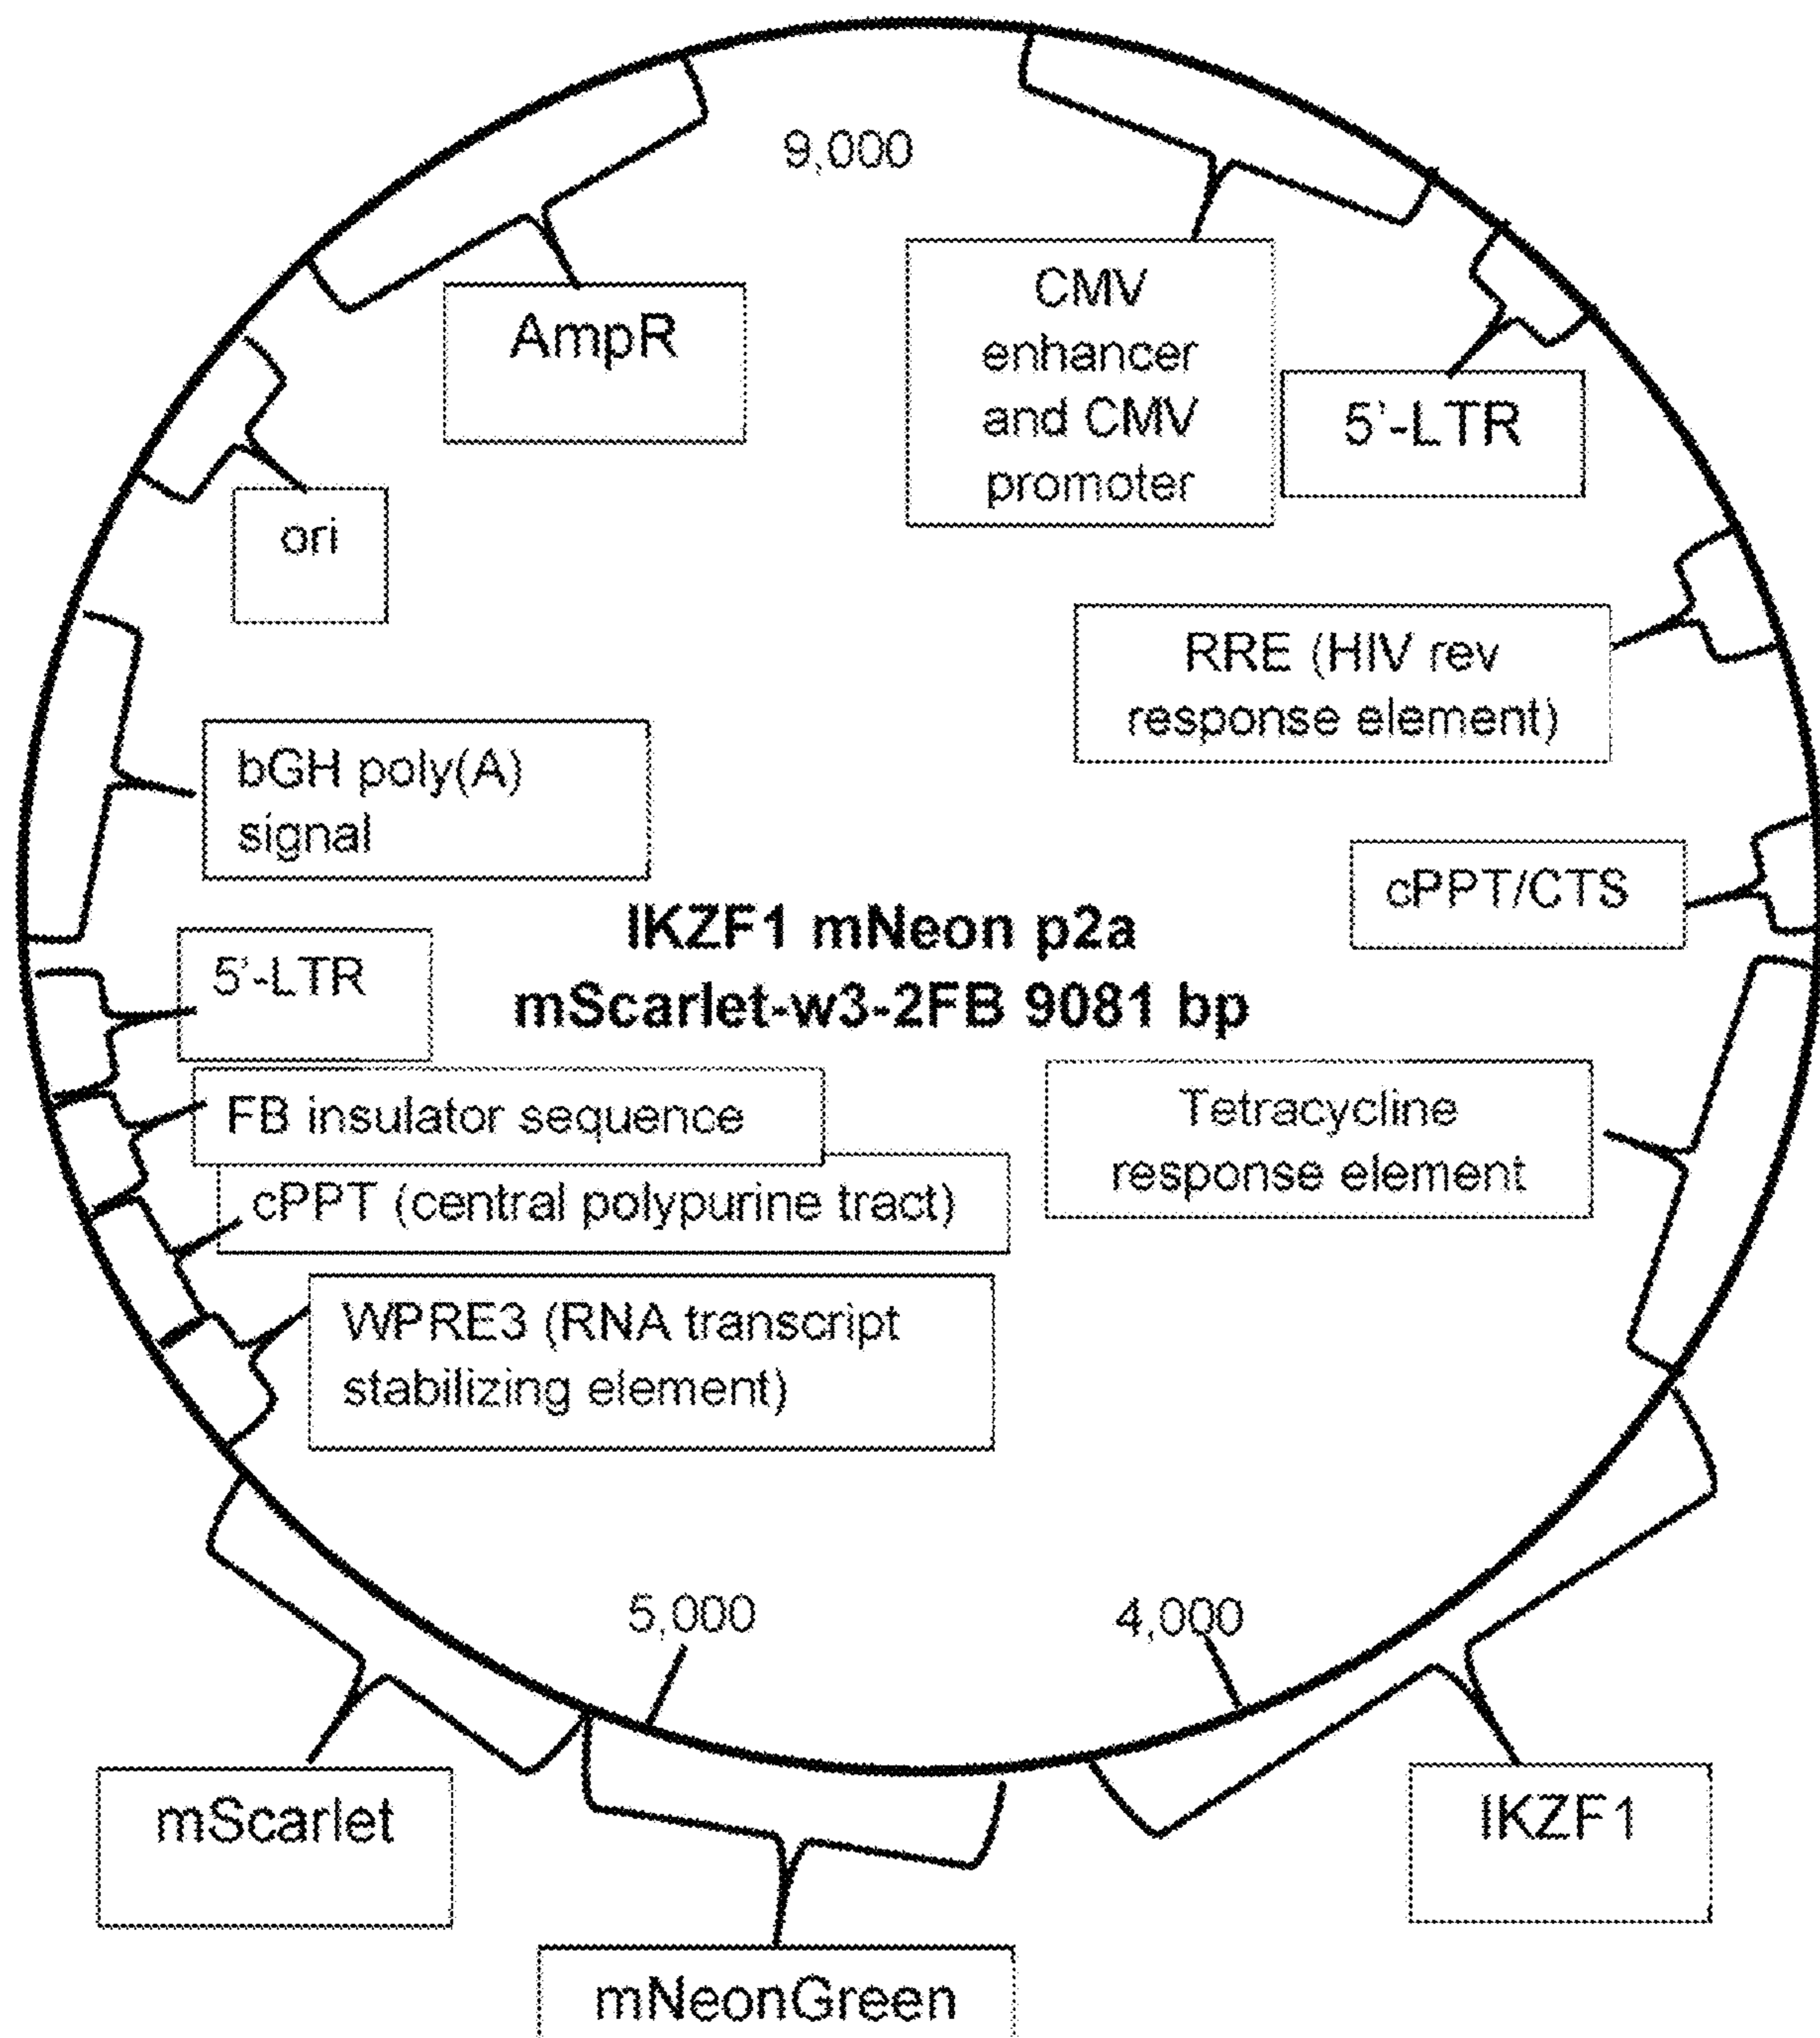 9,000
AmpR
CMV
enhancer
and CMV
promoter
5'-LTR
ori
RRE (HIV rev
response element)
bGH poly(A)
signal
cPPT/CTS
IKZF1 mNeon p2a
mScarlet-w3-2FB 9081 bp
5'-LTR
FB insulator sequence
Tetracycline
response element
cPPT (central polypurine tract)
WPRE3 (RNA transcript
stabilizing element)
5,000
4,000
mScarlet
IKZF1
mNeonGreen